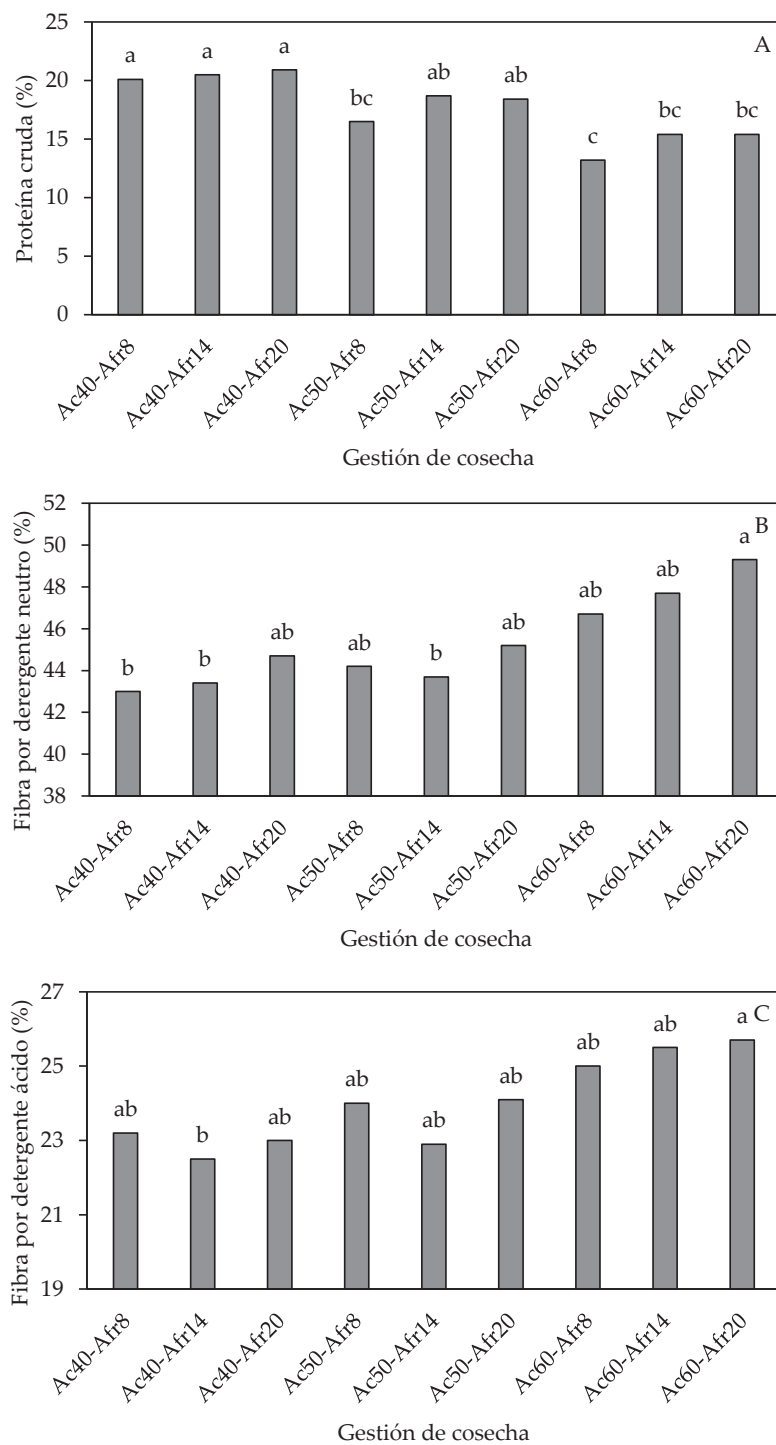 A
Proteína cruda (%)
25
20
15
10
5
0
a a a bc ab ab c bc bc
Ac40-Afr8
Ac40-Afr14
Ac40-Afr20
Ac50-Afr8
Ac50-Afr14
Ac50-Afr20
Ac60-Afr8
Ac60-Afr14
Ac60-Afr20
Gestión de cosecha
B
Fibra por derergente neutro (%)
52
50
48
46
44
42
40
38
b b ab ab b ab ab ab a
Ac40-Afr8
Ac40-Afr14
Ac40-Afr20
Ac50-Afr8
Ac50-Afr14
Ac50-Afr20
Ac60-Afr8
Ac60-Afr14
Ac60-Afr20
Gestión de cosecha
C
Fibra por detergente ácido (%)
27
25
23
21
19
ab b ab ab ab ab ab ab a
Ac40-Afr8
Ac40-Afr14
Ac40-Afr20
Ac50-Afr8
Ac50-Afr14
Ac50-Afr20
Ac60-Afr8
Ac60-Afr14
Ac60-Afr20
Gestión de cosecha